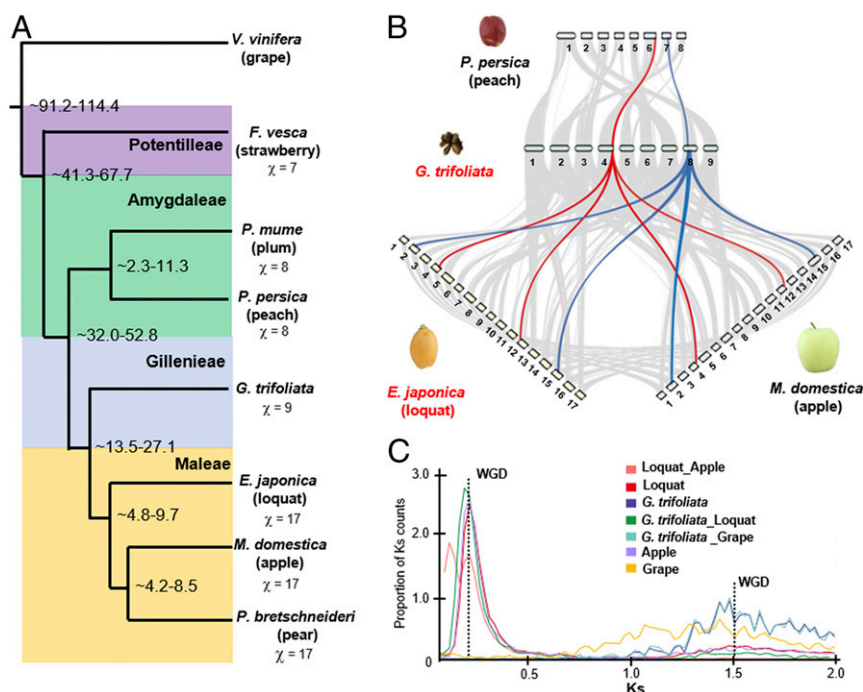 A
V. vinifera
(grape)
~91.2-114.4
Potentilleae
F. vesca
(strawberry)
χ = 7
~41.3-67.7
Amygdaleae
P. mume
(plum)
χ = 8
~2.3-11.3
P. persica
(peach)
χ = 8
~32.0-52.8
Gillenieae
G. trifoliata
χ = 9
~13.5-27.1
Maleae
E. japonica
(loquat)
χ = 17
~4.8-9.7
M. domestica
(apple)
χ = 17
~4.2-8.5
P. bretschneideri
(pear)
χ = 17
B
P. persica
(peach)
1 2 3 4 5 6 7 8
G. trifoliata
1 2 3 4 5 6 7 8 9
1 2 3 4 5 6 7 8 9 10 11 12 13 14 15 16 17
E. japonica
(loquat)
1 2 3 4 5 6 7 8 9 10 11 12 13 14 15 16 17
M. domestica
(apple)
C
Proportion of Ks counts
3.0
2.0
1.0
0
WGD
Loquat_Apple
Loquat
G. trifoliata
G. trifoliata_Loquat
G. trifoliata _Grape
Apple
Grape
WGD
0.5
1.0
1.5
2.0
Ks